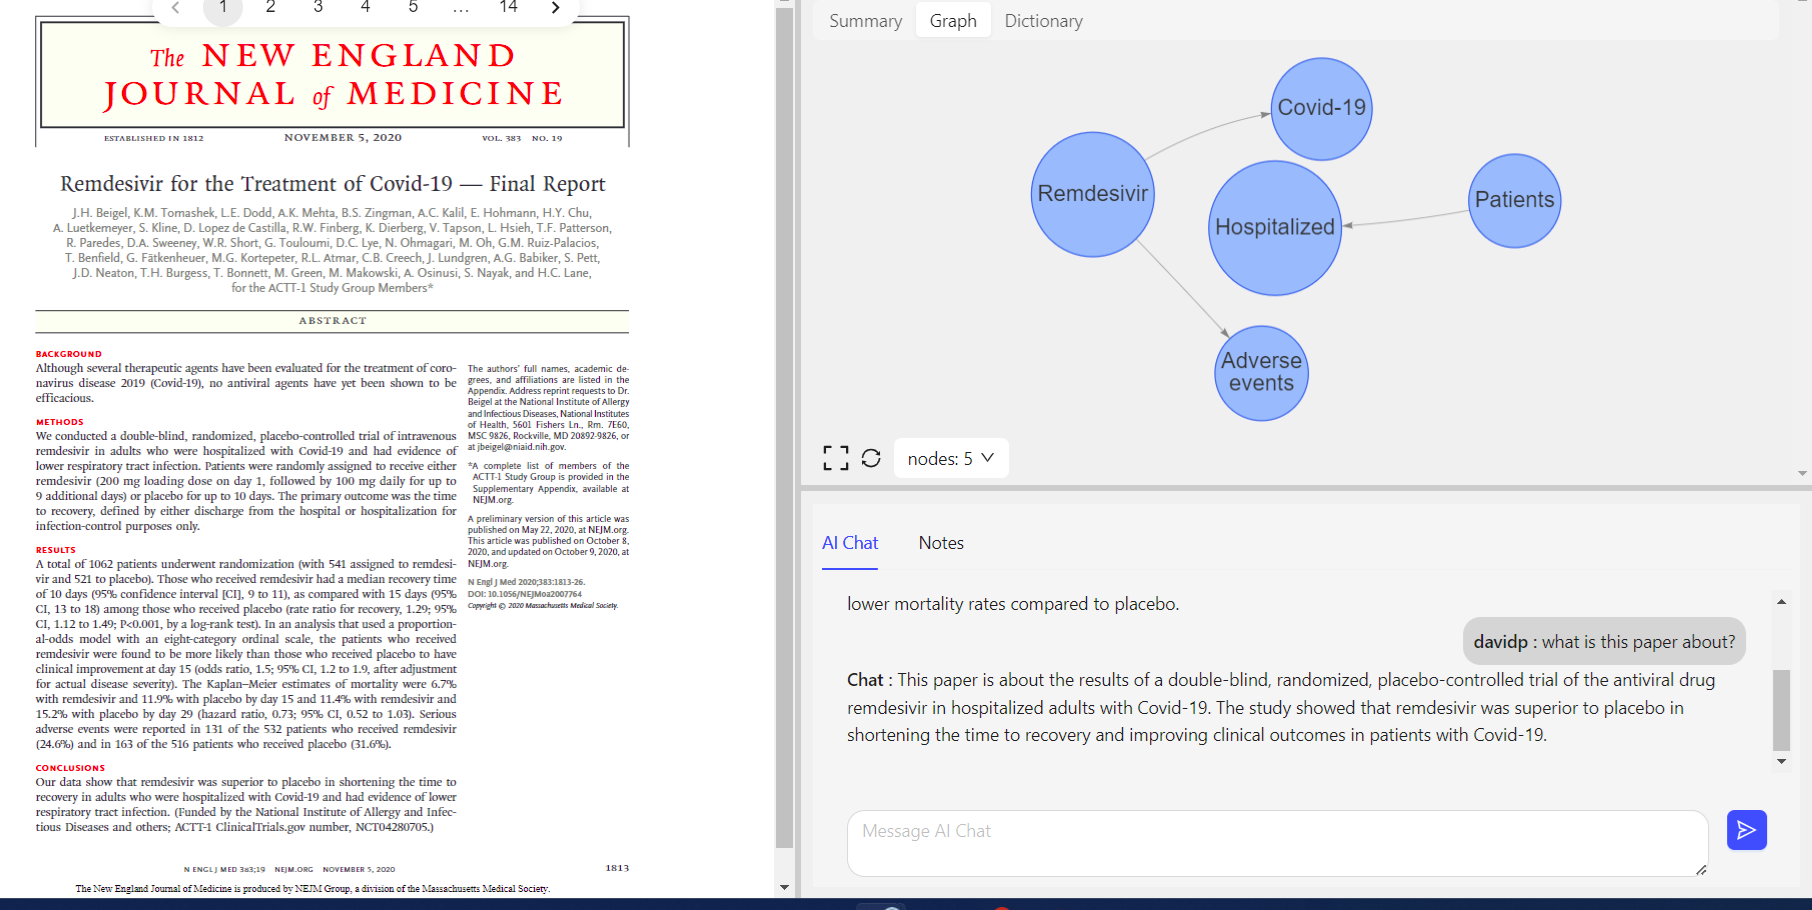 1 2 3 4 5 ... 14
The NEW ENGLAND
JOURNAL of MEDICINE
ESTABLISHED IN 1812 NOVEMBER 5, 2020 VOL. 383 NO. 19
Remdesivir for the Treatment of Covid-19 — Final Report
J.H. Beigel, K.M. Tomashek, L.E. Dodd, A.K. Mehta, B.S. Zingman, A.C. Kalil, E. Hohmann, H.Y. Chu,
A. Luetkemeyer, S. Kline, D. Lopez de Castilla, R.W. Finberg, K. Dierberg, V. Tapson, L. Hsieh, T.F. Patterson,
R. Paredes, D.A. Sweeney, W.R. Short, G. Touloumi, D.C. Lye, N. Ohmagari, M. Oh, G.M. Ruiz-Palacios,
T. Benfield, G. Fätkenheuer, M.G. Kortepeter, R.L. Atmar, C.B. Creech, J. Lundgren, A.G. Babiker, S. Pett,
J.D. Neaton, T.H. Burgess, T. Bonnett, M. Green, M. Makowski, A. Osinusi, S. Nayak, and H.C. Lane,
for the ACTT-1 Study Group Members*
ABSTRACT
BACKGROUND
Although several therapeutic agents have been evaluated for the treatment of coro-
navirus disease 2019 (Covid-19), no antiviral agents have yet been shown to be
efficacious.
METHODS
We conducted a double-blind, randomized, placebo-controlled trial of intravenous
remdesivir in adults who were hospitalized with Covid-19 and had evidence of
lower respiratory tract infection. Patients were randomly assigned to receive either
remdesivir (200 mg loading dose on day 1, followed by 100 mg daily for up to
9 additional days) or placebo for up to 10 days. The primary outcome was the time
to recovery, defined by either discharge from the hospital or hospitalization for
infection-control purposes only.
RESULTS
A total of 1062 patients underwent randomization (with 541 assigned to remdesi-
vir and 521 to placebo). Those who received remdesivir had a median recovery time
of 10 days (95% confidence interval [CI], 9 to 11), as compared with 15 days (95%
CI, 13 to 18) among those who received placebo (rate ratio for recovery, 1.29; 95%
CI, 1.12 to 1.49; P<0.001, by a log-rank test). In an analysis that used a proportion-
al-odds model with an eight-category ordinal scale, the patients who received
remdesivir were found to be more likely than those who received placebo to have
clinical improvement at day 15 (odds ratio, 1.5; 95% CI, 1.2 to 1.9, after adjustment
for actual disease severity). The Kaplan–Meier estimates of mortality were 6.7%
with remdesivir and 11.9% with placebo by day 15 and 11.4% with remdesivir and
15.2% with placebo by day 29 (hazard ratio, 0.73; 95% CI, 0.52 to 1.03). Serious
adverse events were reported in 131 of the 532 patients who received remdesivir
(24.6%) and in 163 of the 516 patients who received placebo (31.6%).
CONCLUSIONS
Our data show that remdesivir was superior to placebo in shortening the time to
recovery in adults who were hospitalized with Covid-19 and had evidence of lower
respiratory tract infection. (Funded by the National Institute of Allergy and Infec-
tious Diseases and others; ACTT-1 ClinicalTrials.gov number, NCT04280705.)
The authors' full names, academic de-
grees, and affiliations are listed in the
Appendix. Address reprint requests to Dr.
Beigel at the National Institute of Allergy
and Infectious Diseases, National Institutes
of Health, 5601 Fishers Ln., Rm. 7E60,
MSC 9826, Rockville, MD 20892-9826, or
at jbeigel@niaid.nih.gov.
*A complete list of members of the
ACTT-1 Study Group is provided in the
Supplementary Appendix, available at
NEJM.org.
A preliminary version of this article was
published on May 22, 2020, at NEJM.org.
This article was published on October 8,
2020, and updated on October 9, 2020, at
NEJM.org.
N Engl J Med 2020;383:1813-26.
DOI: 10.1056/NEJMoa2007764
Copyright © 2020 Massachusetts Medical Society.
N ENGL J MED 383;19 NEJM.ORG NOVEMBER 5, 2020 1813
The New England Journal of Medicine is produced by NEJM Group, a division of the Massachusetts Medical Society.
Summary Graph Dictionary
Covid-19
Remdesivir
Patients
Hospitalized
Adverse
events
nodes: 5
AI Chat Notes
lower mortality rates compared to placebo.
davidp : what is this paper about?
Chat : This paper is about the results of a double-blind, randomized, placebo-controlled trial of the antiviral drug
remdesivir in hospitalized adults with Covid-19. The study showed that remdesivir was superior to placebo in
shortening the time to recovery and improving clinical outcomes in patients with Covid-19.
Message AI Chat